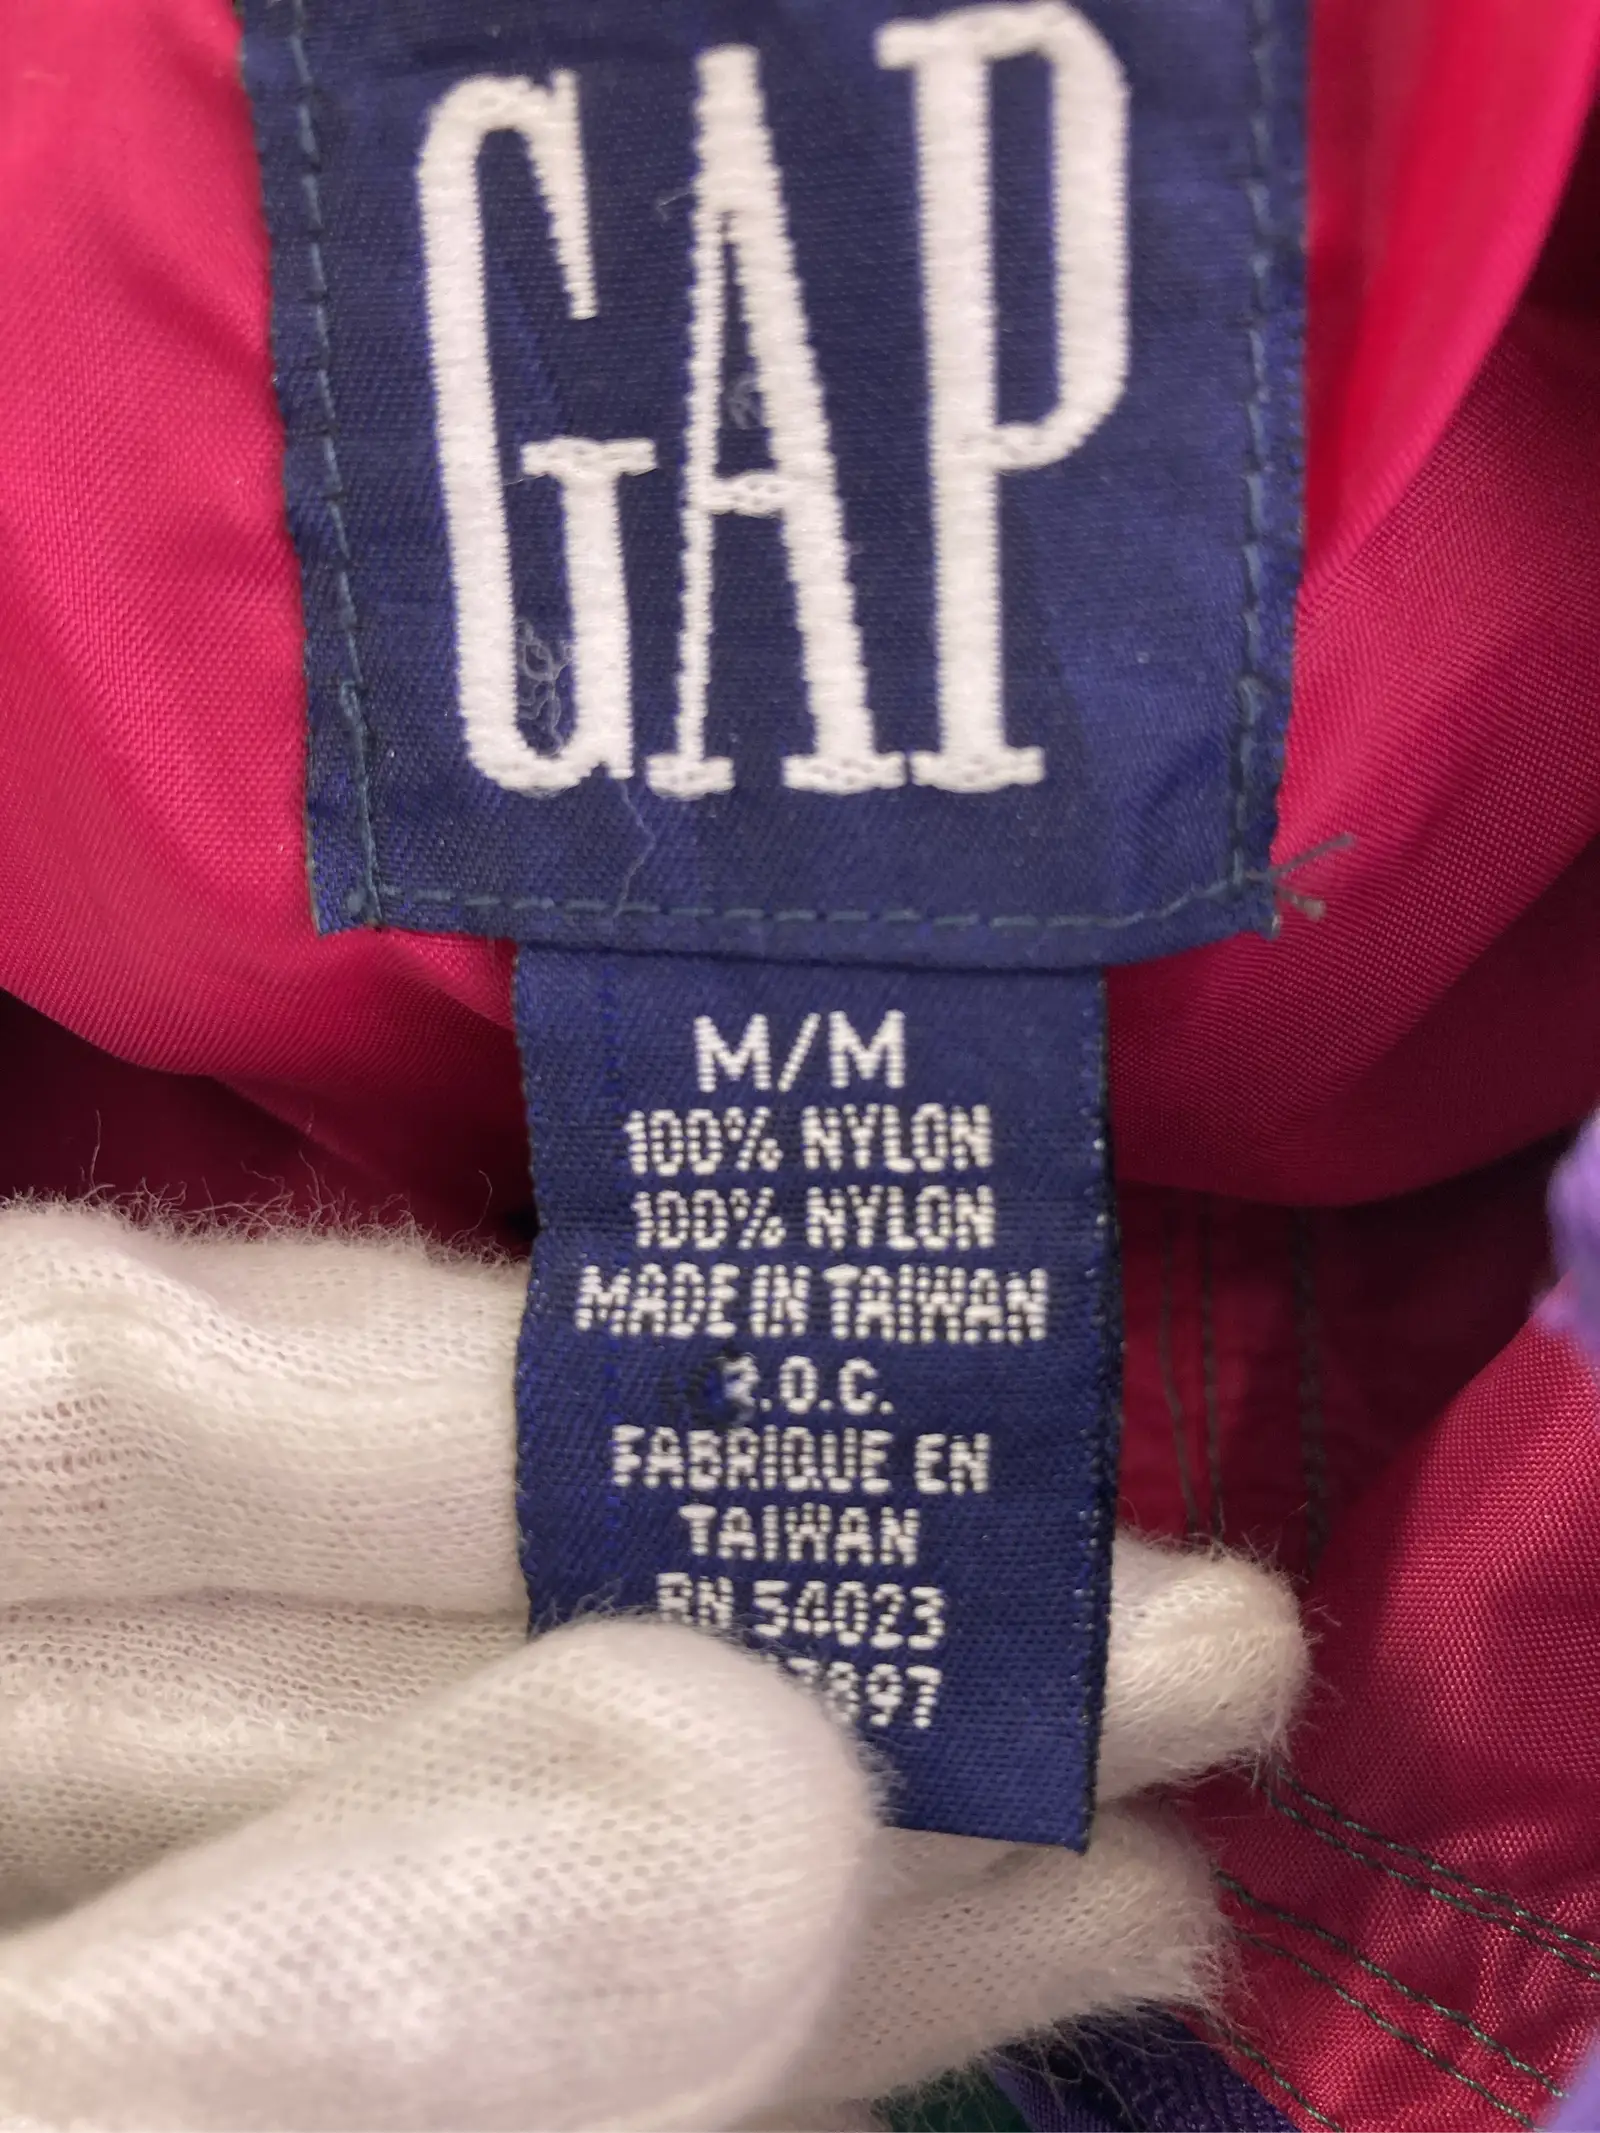 GAP
M/M
100% NYLON
100% NYLON
MADE IN TAIWAN
R.O.C.
FABRIQUE EN
TAIWAN
RN 54023